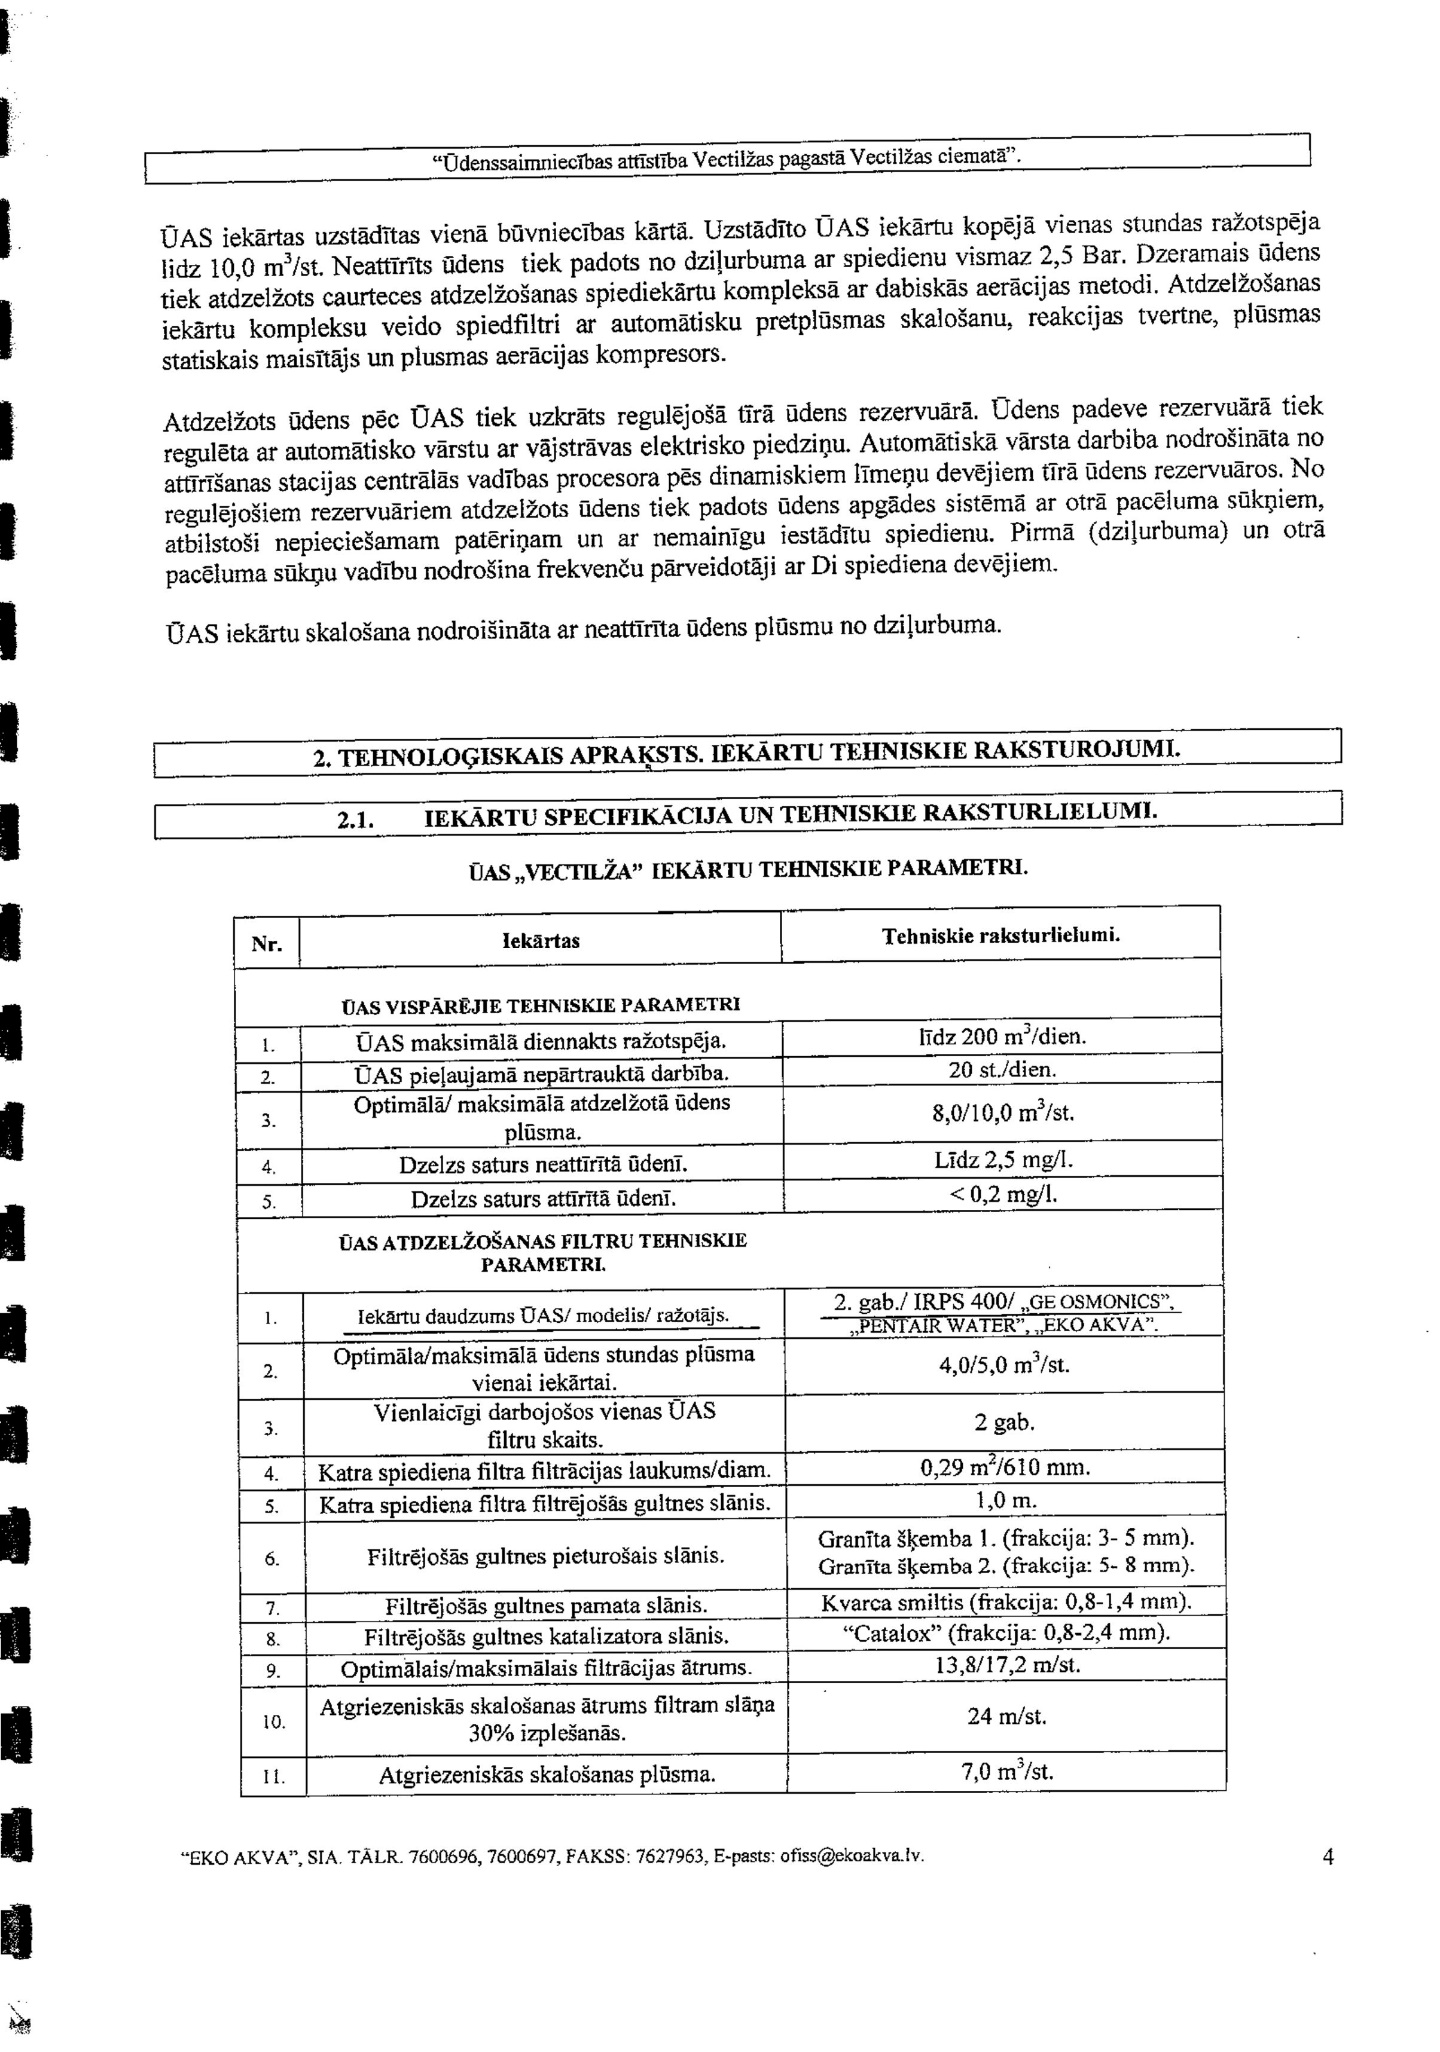 “Ūdenssaimniecības attīstība Vectilžas pagastā Vectilžas ciematā”.
ŪAS iekārtas uzstādītas vienā būvniecības kārtā. Uzstādīto ŪAS iekārtu kopējā vienas stundas ražotspēja
līdz 10,0 m³/st. Neattīrīts ūdens tiek padots no dziļurbuma ar spiedienu vismaz 2,5 Bar. Dzeramais ūdens
tiek atdzelžots caurteces atdzelžošanas spiediekārtu kompleksā ar dabiskās aerācijas metodi. Atdzelžošanas
iekārtu kompleksu veido spiedfiltri ar automātisku pretplūsmas skalošanu, reakcijas tvertne, plūsmas
statiskais maisītājs un plusmas aerācijas kompresors.
Atdzelžots ūdens pēc ŪAS tiek uzkrāts regulējošā tīrā ūdens rezervuārā. Ūdens padeve rezervuārā tiek
regulēta ar automātisko vārstu ar vājstrāvas elektrisko piedziņu. Automātiskā vārsta darbiba nodrošināta no
attīrīšanas stacijas centrālās vadības procesora pēs dinamiskiem līmeņu devējiem tīrā ūdens rezervuāros. No
regulējošiem rezervuāriem atdzelžots ūdens tiek padots ūdens apgādes sistēmā ar otrā pacēluma sūkņiem,
atbilstoši nepieciešamam patēriņam un ar nemainīgu iestādītu spiedienu. Pirmā (dziļurbuma) un otrā
pacēluma sūkņu vadību nodrošina frekvenču pārveidotāji ar Di spiediena devējiem.
ŪAS iekārtu skalošana nodroišināta ar neattīrīta ūdens plūsmu no dziļurbuma.
2. TEHNOLOĢISKAIS APRAĶSTS. IEKĀRTU TEHNISKIE RAKSTUROJUMI.
2.1. IEKĀRTU SPECIFIKĀCIJA UN TEHNISKIE RAKSTURLIELUMI.
ŪAS „VECTILŽA” IEKĀRTU TEHNISKIE PARAMETRI.
Nr. Iekārtas Tehniskie raksturlielumi.
ŪAS VISPĀRĒJIE TEHNISKIE PARAMETRI
1. ŪAS maksimālā diennakts ražotspēja. līdz 200 m³/dien.
2. ŪAS pieļaujamā nepārtrauktā darbība. 20 st./dien.
3. Optimālā/ maksimālā atdzelžotā ūdens
plūsma. 8,0/10,0 m³/st.
4. Dzelzs saturs neattīrītā ūdenī. Līdz 2,5 mg/l.
5. Dzelzs saturs attīrītā ūdenī. < 0,2 mg/l.
ŪAS ATDZELŽOŠANAS FILTRU TEHNISKIE
PARAMETRI.
1. Iekārtu daudzums ŪAS/ modelis/ ražotājs. 2. gab./ IRPS 400/ „GE OSMONICS”,
„PENTAIR WATER”, „EKO AKVA”.
2. Optimāla/maksimālā ūdens stundas plūsma
vienai iekārtai. 4,0/5,0 m³/st.
3. Vienlaicīgi darbojošos vienas ŪAS
filtru skaits. 2 gab.
4. Katra spiediena filtra filtrācijas laukums/diam. 0,29 m²/610 mm.
5. Katra spiediena filtra filtrējošās gultnes slānis. 1,0 m.
6. Filtrējošās gultnes pieturošais slānis. Granīta šķemba 1. (frakcija: 3- 5 mm).
Granīta šķemba 2. (frakcija: 5- 8 mm).
7. Filtrējošās gultnes pamata slānis. Kvarca smiltis (frakcija: 0,8-1,4 mm).
8. Filtrējošās gultnes katalizatora slānis. “Catalox” (frakcija: 0,8-2,4 mm).
9. Optimālais/maksimālais filtrācijas ātrums. 13,8/17,2 m/st.
10. Atgriezeniskās skalošanas ātrums filtram slāņa
30% izplešanās. 24 m/st.
11. Atgriezeniskās skalošanas plūsma. 7,0 m³/st.
“EKO AKVA”, SIA. TĀLR. 7600696, 7600697, FAKSS: 7627963, E-pasts: ofiss@ekoakva.lv. 4